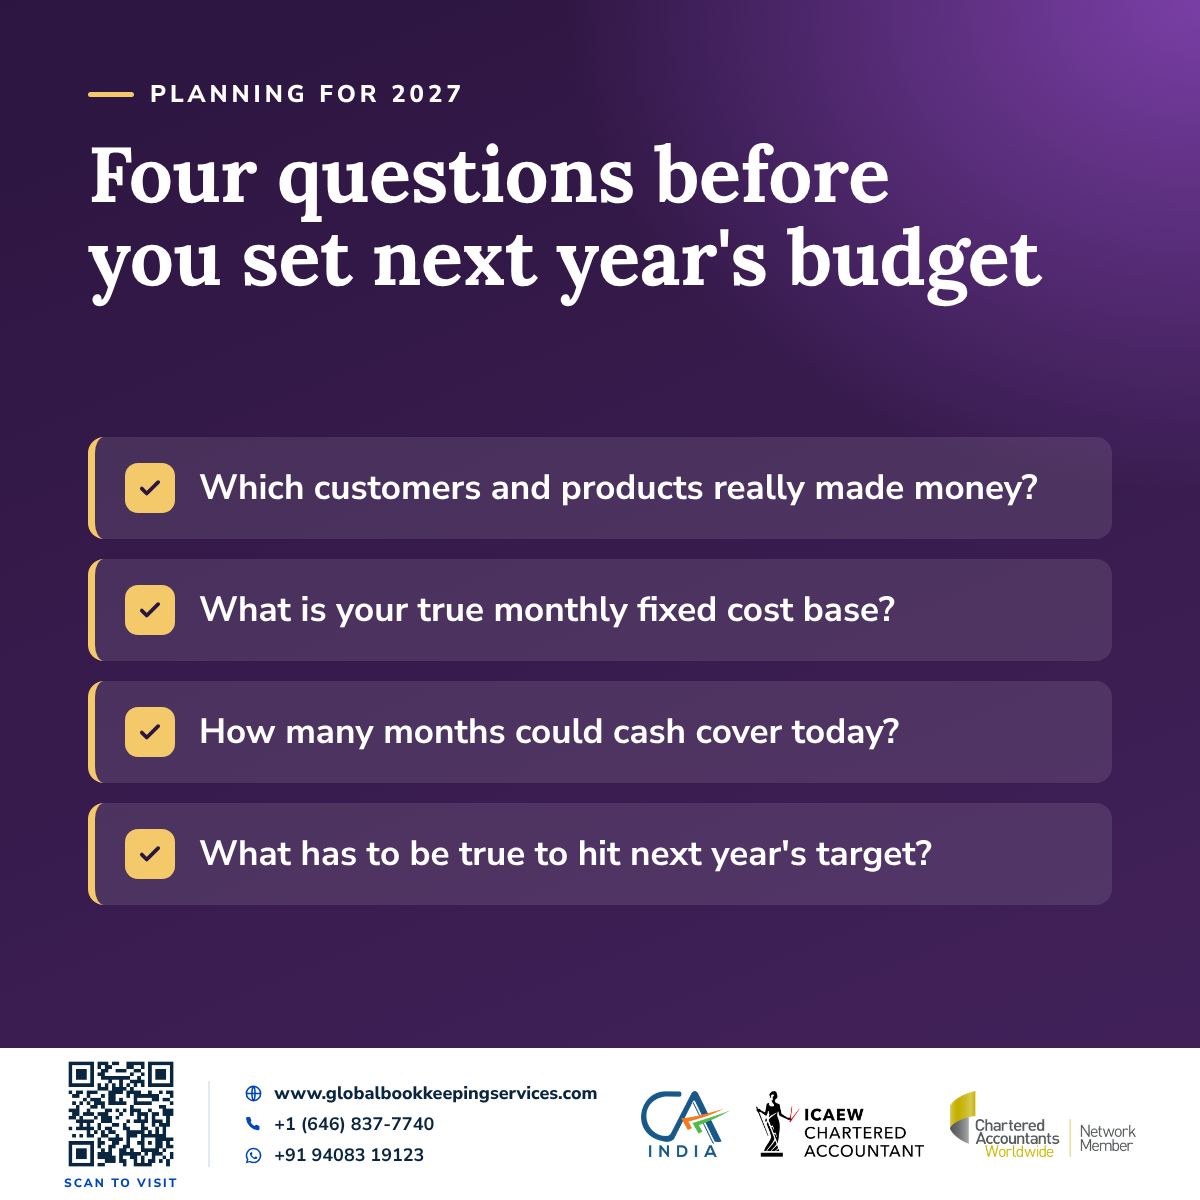 PLANNING FOR 2027
Four questions before
you set next year's budget
Which customers and products really made money?
What is your true monthly fixed cost base?
How many months could cash cover today?
What has to be true to hit next year's target?
SCAN TO VISIT
www.globalbookkeepingservices.com
+1 (646) 837-7740
+91 94083 19123
CA
INDIA
ICAEW
CHARTERED
ACCOUNTANT
Chartered
Accountants
Worldwide
Network
Member